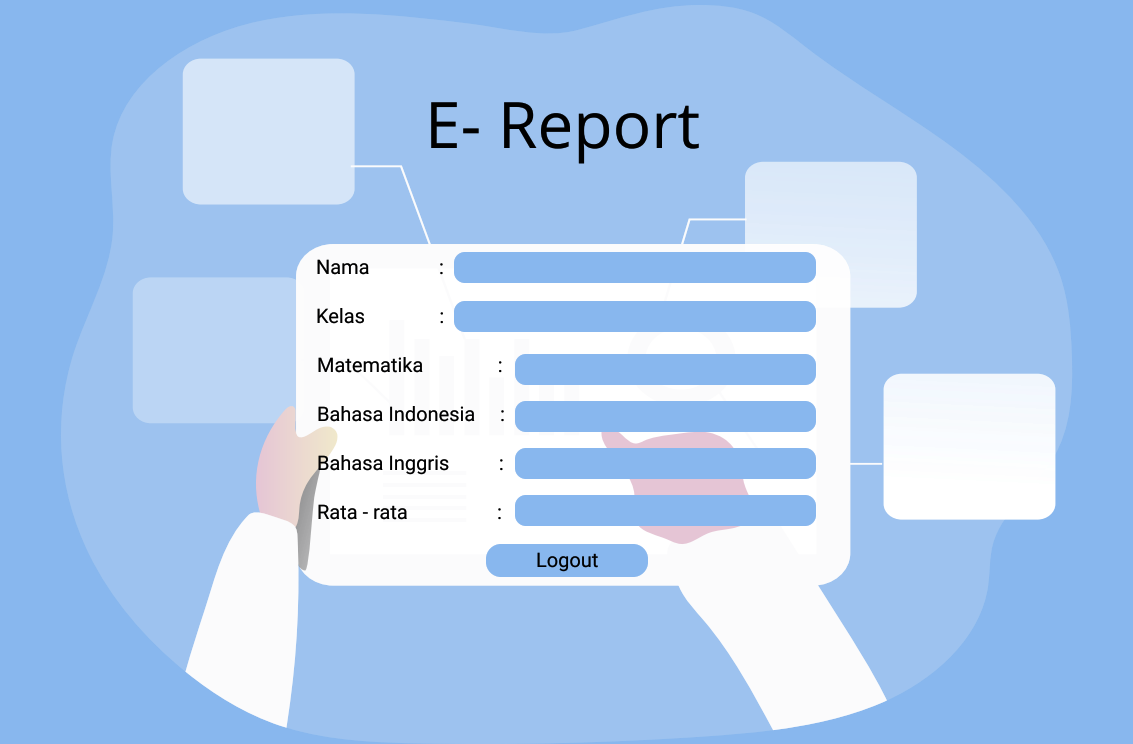 E- Report
Nama :
Kelas :
Matematika :
Bahasa Indonesia :
Bahasa Inggris :
Rata - rata :
Logout